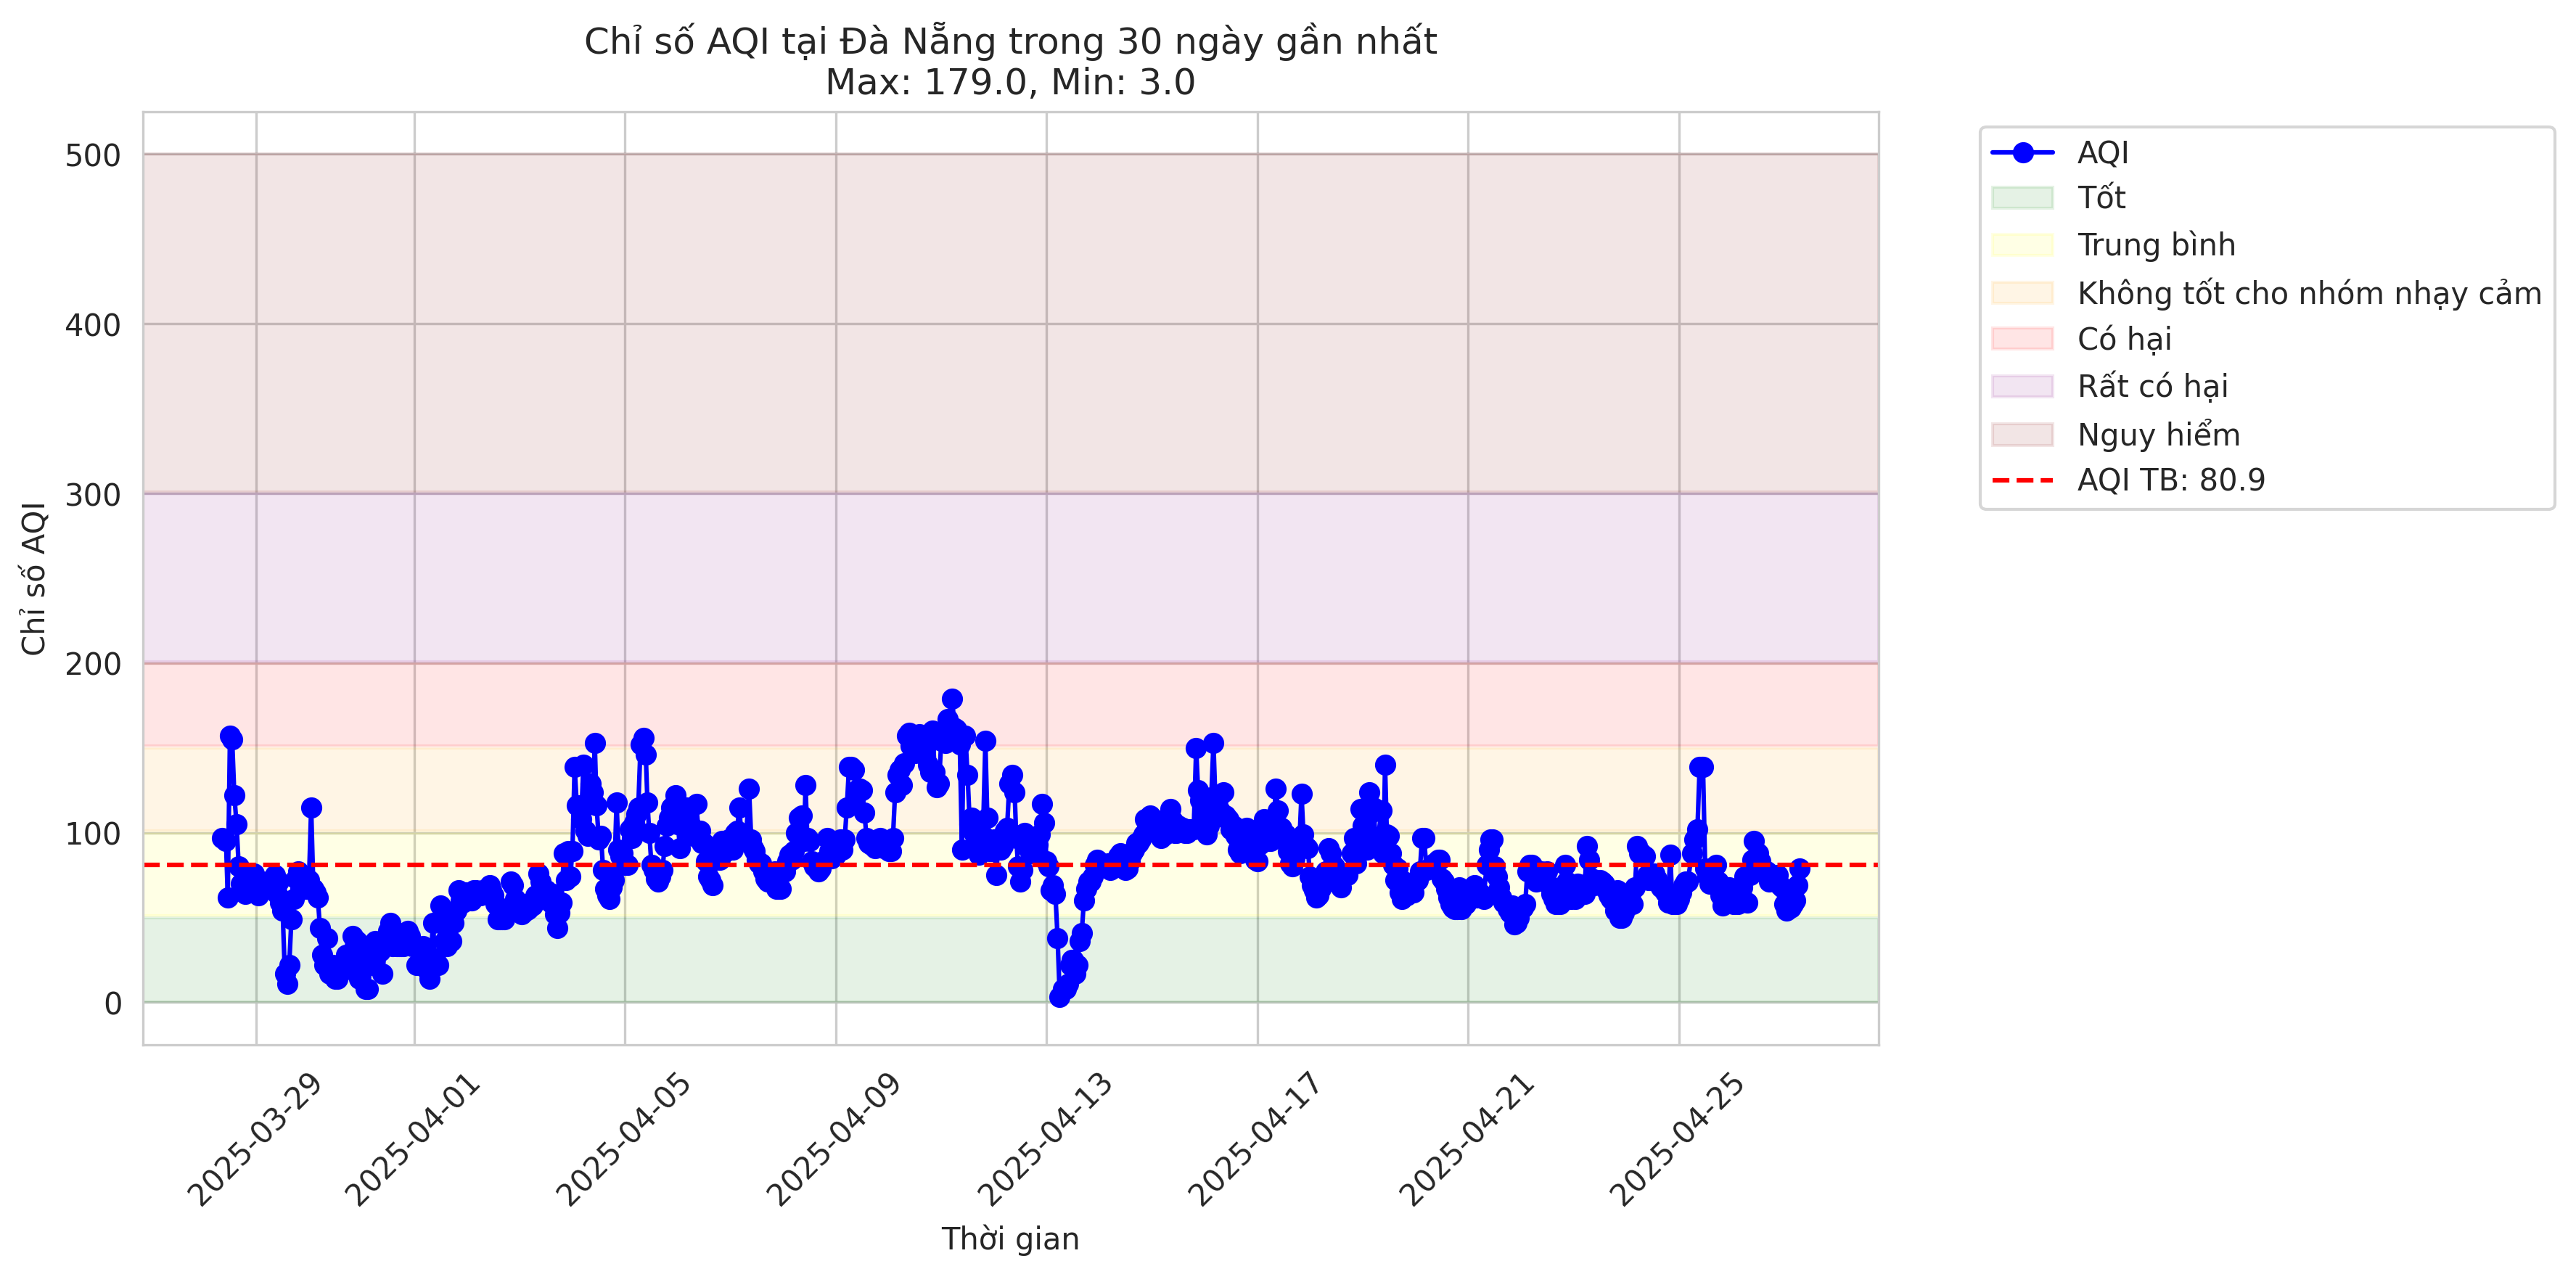 Chỉ số AQI tại Đà Nẵng trong 30 ngày gần nhất
Max: 179.0, Min: 3.0
Chỉ số AQI
500
400
300
200
100
0
2025-03-29
2025-04-01
2025-04-05
2025-04-09
2025-04-13
2025-04-17
2025-04-21
2025-04-25
Thời gian
AQI
Tốt
Trung bình
Không tốt cho nhóm nhạy cảm
Có hại
Rất có hại
Nguy hiểm
AQI TB: 80.9